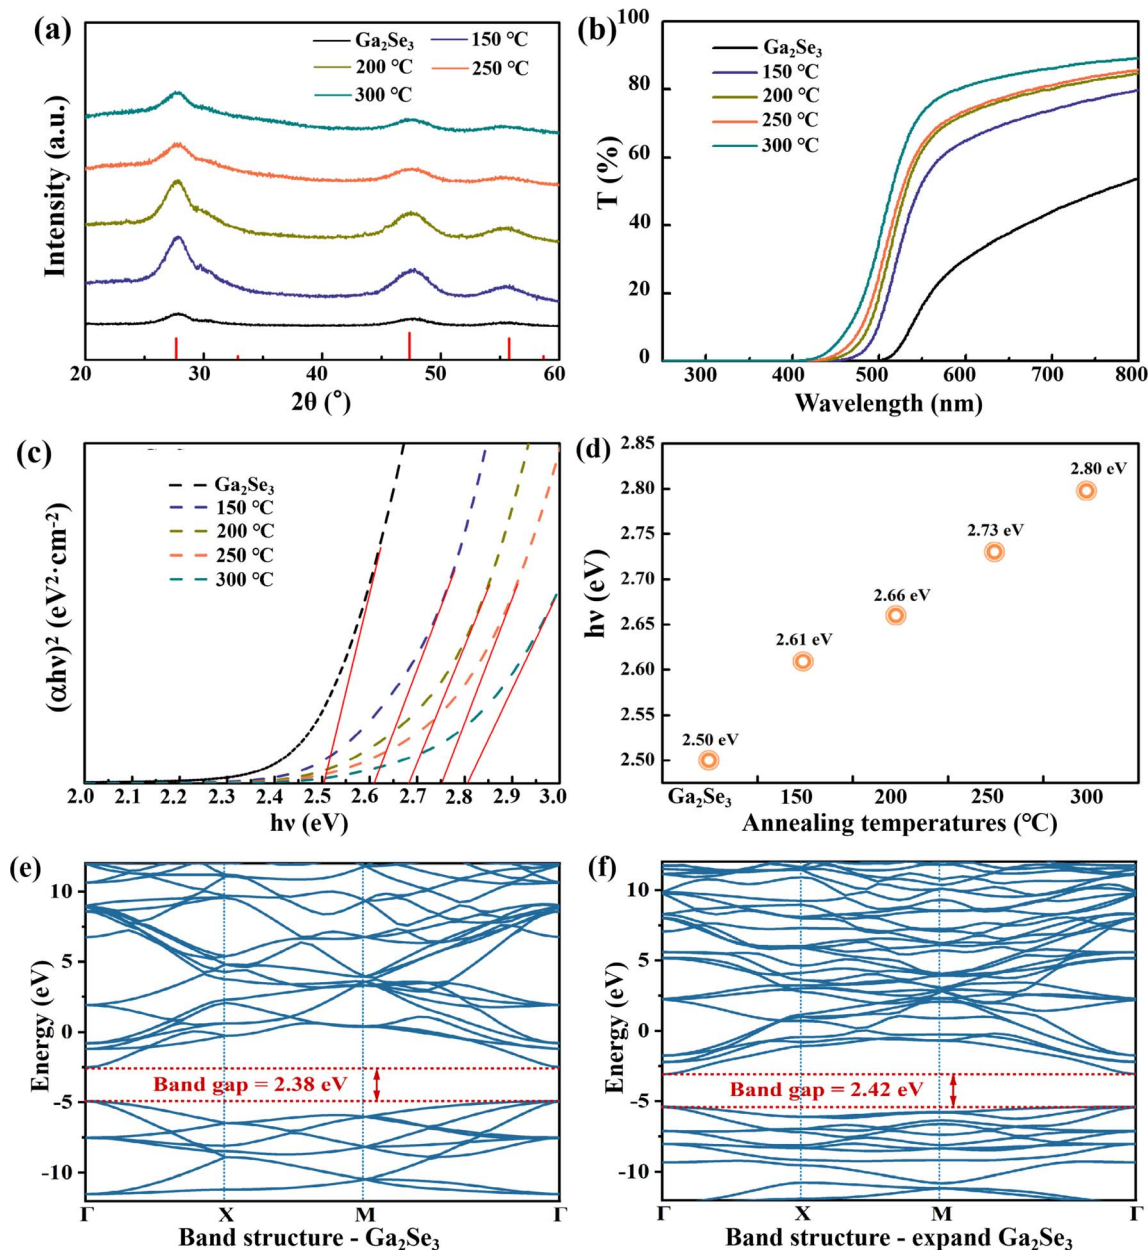 (a)
Ga₂Se₃
150 ℃
200 ℃
250 ℃
300 ℃
Intensity (a.u.)
20
30
40
50
60
2θ (°)
(b)
Ga₂Se₃
150 ℃
200 ℃
250 ℃
300 ℃
T (%)
100
80
60
40
20
0
300
400
500
600
700
800
Wavelength (nm)
(c)
Ga₂Se₃
150 ℃
200 ℃
250 ℃
300 ℃
(αhν)² (eV²·cm⁻²)
2.0
2.1
2.2
2.3
2.4
2.5
2.6
2.7
2.8
2.9
3.0
hν (eV)
(d)
hν (eV)
2.85
2.80
2.75
2.70
2.65
2.60
2.55
2.50
2.80 eV
2.73 eV
2.66 eV
2.61 eV
2.50 eV
Ga₂Se₃
150
200
250
300
Annealing temperatures (℃)
(e)
Energy (eV)
10
5
0
-5
-10
Band gap = 2.38 eV
Γ
X
M
Γ
Band structure - Ga₂Se₃
(f)
Energy (eV)
10
5
0
-5
-10
Band gap = 2.42 eV
Γ
X
M
Γ
Band structure - expand Ga₂Se₃